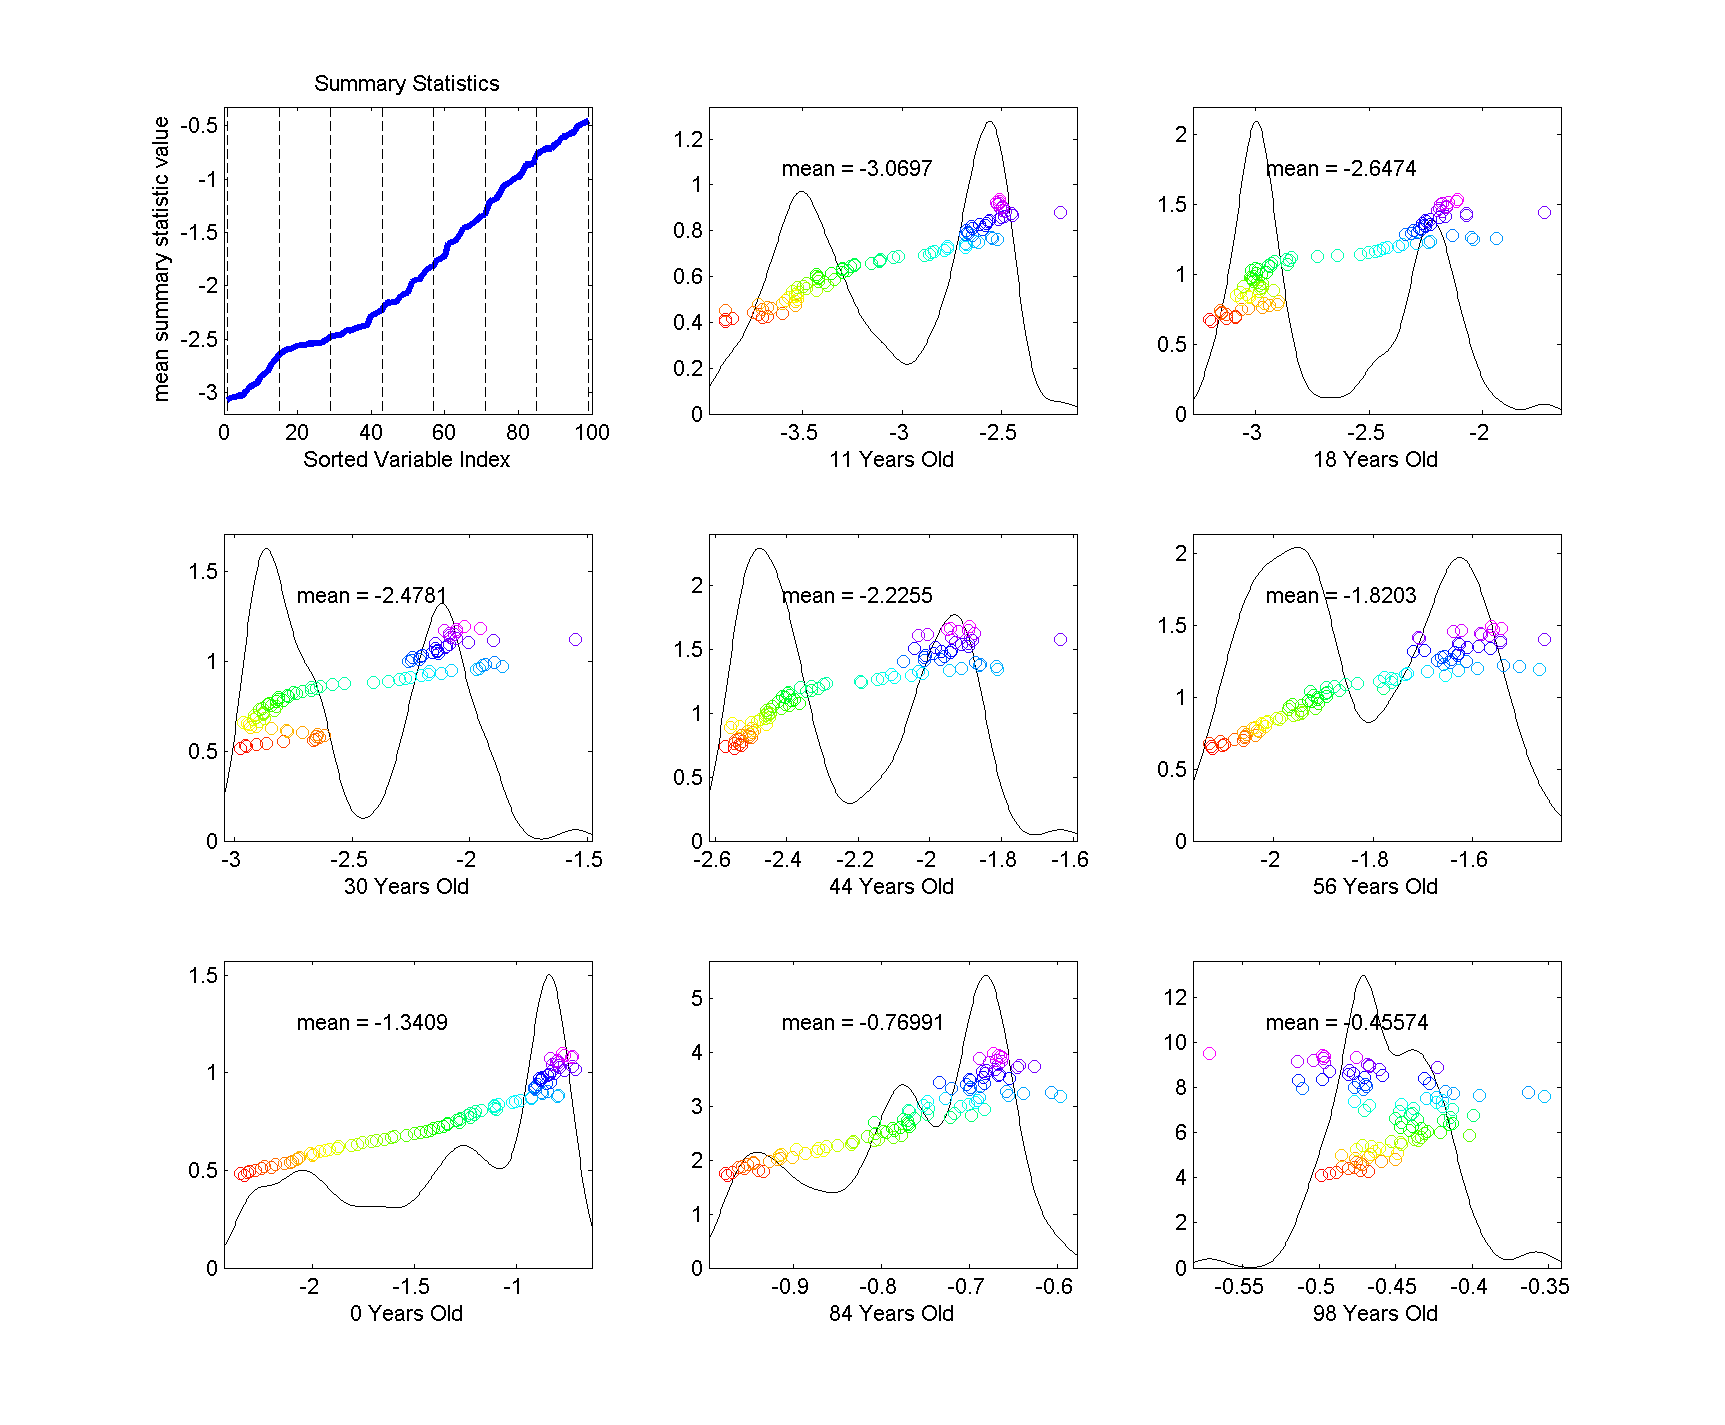 Summary Statistics
mean summary statistic value
-0.5
-1
-1.5
-2
-2.5
-3
0 20 40 60 80 100
Sorted Variable Index
mean = -3.0697
1.2
1
0.8
0.6
0.4
0.2
0
-3.5 -3 -2.5
11 Years Old
mean = -2.6474
2
1.5
1
0.5
0
-3 -2.5 -2
18 Years Old
mean = -2.4781
1.5
1
0.5
0
-3 -2.5 -2 -1.5
30 Years Old
mean = -2.2255
2
1.5
1
0.5
0
-2.6 -2.4 -2.2 -2 -1.8 -1.6
44 Years Old
mean = -1.8203
2
1.5
1
0.5
0
-2 -1.8 -1.6
56 Years Old
mean = -1.3409
1.5
1
0.5
0
-2 -1.5 -1
0 Years Old
mean = -0.76991
5
4
3
2
1
0
-0.9 -0.8 -0.7 -0.6
84 Years Old
mean = -0.45574
12
10
8
6
4
2
0
-0.55 -0.5 -0.45 -0.4 -0.35
98 Years Old